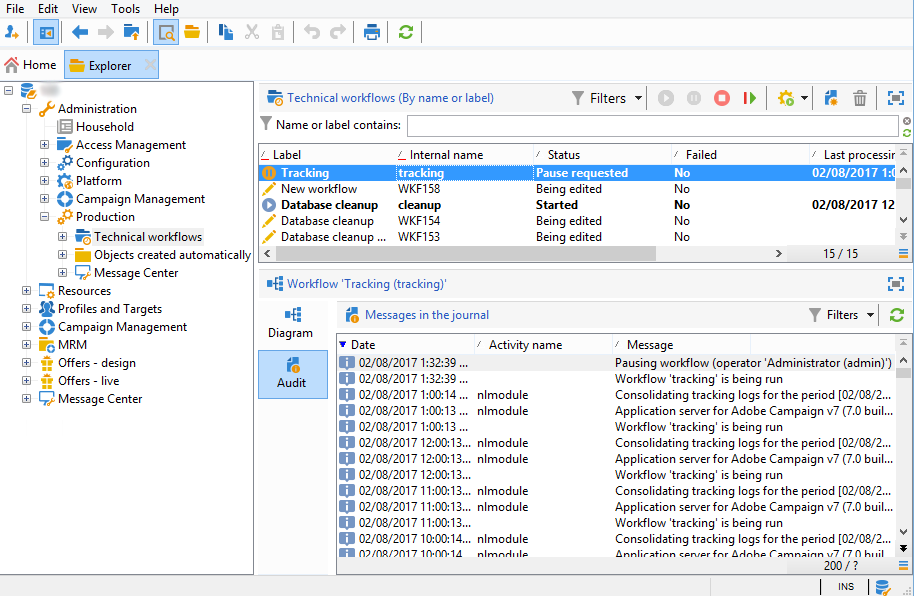 File Edit View Tools Help
Home Explorer
Administration
Household
Access Management
Configuration
Platform
Campaign Management
Production
Technical workflows
Objects created automatically
Message Center
Resources
Profiles and Targets
Campaign Management
MRM
Offers - design
Offers - live
Message Center
Technical workflows (By name or label) Filters
Name or label contains:
Label Internal name Status Failed Last processin
Tracking tracking Pause requested No 02/08/2017 1:0
New workflow WKF158 Being edited No
Database cleanup cleanup Started No 02/08/2017 12
Database cleanup WKF154 Being edited No
Database cleanup ... WKF153 Being edited No
15 / 15
Workflow 'Tracking (tracking)'
Diagram
Audit
Messages in the journal Filters
Date Activity name Message
02/08/2017 1:32:39 ... Pausing workflow (operator 'Administrator (admin)')
02/08/2017 1:32:39 ... Workflow 'tracking' is being run
02/08/2017 1:00:14 ... nlmodule Consolidating tracking logs for the period [02/08/2...
02/08/2017 1:00:13 ... nlmodule Application server for Adobe Campaign v7 (7.0 buil...
02/08/2017 1:00:13 ... Workflow 'tracking' is being run
02/08/2017 12:00:13... nlmodule Consolidating tracking logs for the period [02/08/2...
02/08/2017 12:00:13... nlmodule Application server for Adobe Campaign v7 (7.0 buil...
02/08/2017 12:00:13... Workflow 'tracking' is being run
02/08/2017 11:00:13... nlmodule Consolidating tracking logs for the period [02/08/2...
02/08/2017 11:00:13... nlmodule Application server for Adobe Campaign v7 (7.0 buil...
02/08/2017 11:00:13... Workflow 'tracking' is being run
02/08/2017 10:00:14... nlmodule Consolidating tracking logs for the period [02/08/2...
02/08/2017 10:00:14 nlmodule Application server for Adobe Campaign v7 (7.0 buil
200 / ?
INS